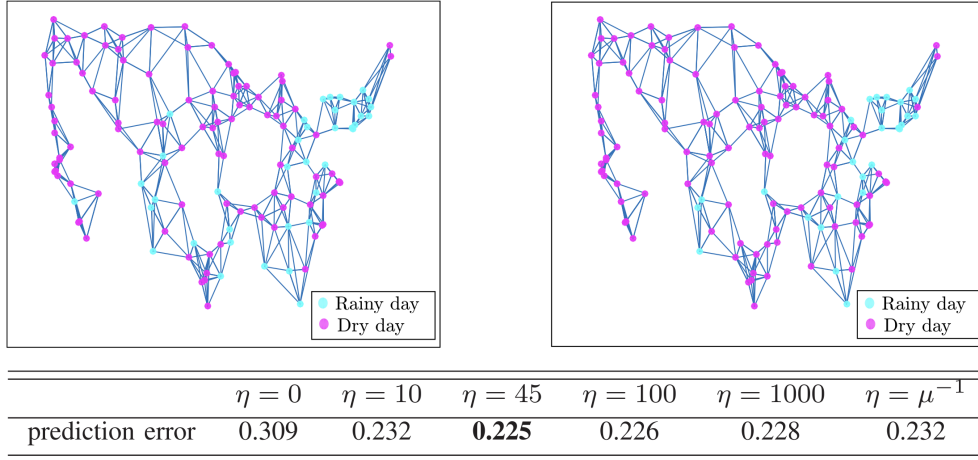 Rainy day
Dry day
Rainy day
Dry day
η = 0 η = 10 η = 45 η = 100 η = 1000 η = μ⁻¹
prediction error 0.309 0.232 0.225 0.226 0.228 0.232